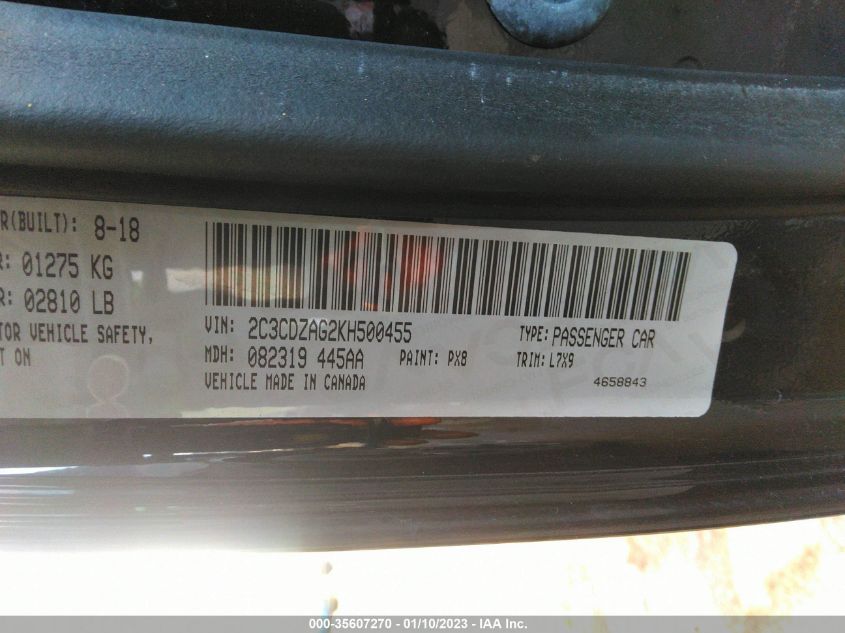 R(BUILT): 8-18
R: 01275 KG
R: 02810 LB
TOR VEHICLE SAFETY,
T ON
VIN: 2C3CDZAG2KH500455 TYPE: PASSENGER CAR
MDH: 082319 445AA PAINT: PX8 TRIM: L7X9
VEHICLE MADE IN CANADA 4658843
000-35607270 — 01/10/2023 — IAA Inc.